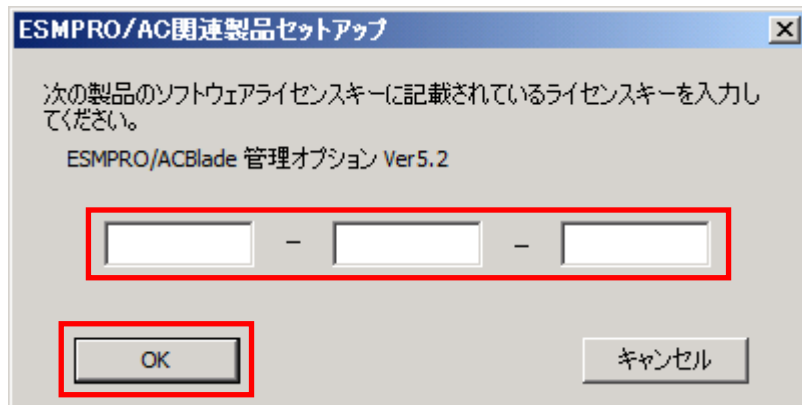 ESMPRO/AC関連製品セットアップ
次の製品のソフトウェアライセンスキーに記載されているライセンスキーを入力し
てください。
ESMPRO/ACBlade 管理オプション Ver5.2
– –
OK キャンセル